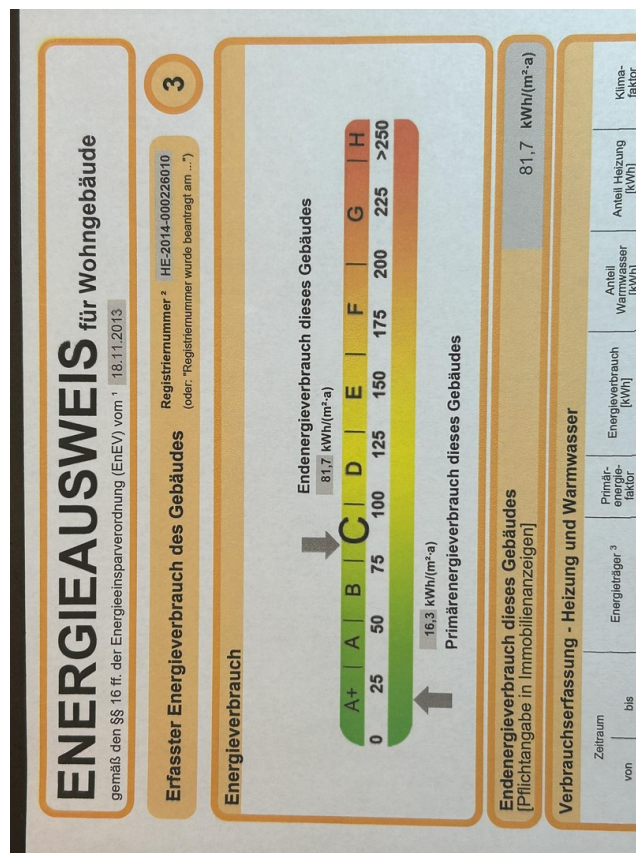 ENERGIEAUSWEIS für Wohngebäude
gemäß den §§ 16 ff. der Energieeinsparverordnung (EnEV) vom ¹ 18.11.2013
Erfasster Energieverbrauch des Gebäudes
Registriernummer ² HE-2014-000226010
(oder: "Registriernummer wurde beantragt am ...")
3
Energieverbrauch
Endenergieverbrauch dieses Gebäudes
81,7 kWh/(m²·a)
A+ | A | B | C | D | E | F | G | H
0 25 50 75 100 125 150 175 200 225 >250
16,3 kWh/(m²·a)
Primärenergieverbrauch dieses Gebäudes
Endenergieverbrauch dieses Gebäudes
[Pflichtangabe in Immobilienanzeigen]
81,7 kWh/(m²·a)
Verbrauchserfassung - Heizung und Warmwasser
Zeitraum
von bis
Energieträger ³
Primär-
energie-
faktor
Energieverbrauch
[kWh]
Anteil
Warmwasser
[kWh]
Anteil Heizung
[kWh]
Klima-
faktor